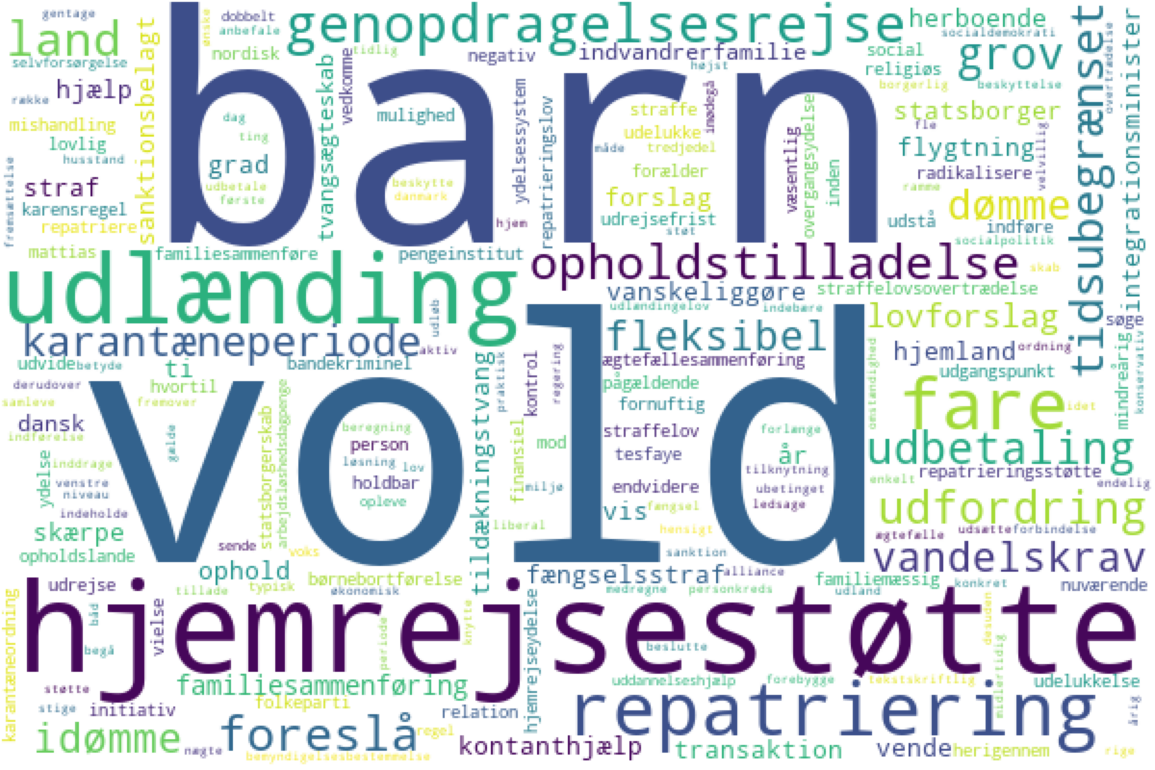 gentage
land
selvforsørgelse
række
hjælp
mishandling
lovlig
husstand
straf
karensregel
repatriere
fremsættelse
mattias
sanktionsbelagt
barn
ønske
dobbelt
anbefale
nordisk
genopdragelsesrejse
tidlig
vedkomme
tvangsægteskab
dag
ting
grad
udbetale
første
mulighed
beskytte
danmark
negativ
ydelsessystem
hjem
indvandrerfamilie
højst
repatrieringslov
måde
straffe
udelukke
tredjedel
imødegå
forælder
forslag
udrejsefrist
støt
væsentlig
overgangsydelse
inden
social
religiøs
herboende
socialdemokrati
grov
borgerlig
beskyttelse
statsborger
fle
flygtning
radikalisere
ramme
velvillig
dømme
udstå
indføre
socialpolitik
tidsubegrænset
overtrædelse
integrationsminister
familiesammenføre
pengeinstitut
udlænding
opholdstilladelse
skab
vanskeliggøre
udlændingelov
indebære
straffelovsovertrædelse
karantæneperiode
udløb
aktiv
fleksibel
lovforslag
søge
ægtefællesammenføring
hjemland
ordning
udvide
betyde
ti
bandekriminel
derudover
hvortil
samleve
fremover
dansk
indførelse
gælde
vold
statsborgerskab
arbejdsløshedsdagpenge
beregning
person
løsning
lov
holdbar
opleve
tildækningstvang
praktisk
kontrol
regering
finansiel
mod
miljø
pågældende
fornuftig
straffelov
tesfaye
endvidere
vis
fængsel
hensigt
sanktion
forlænge
år
tilknytning
ubetinget
ledsage
omstændighed
udgangspunkt
fare
idet
mindreårig
konservativ
udbetaling
repatrieringsstøtte
enkelt
endelig
udfordring
ydelse
inddrage
venstre
niveau
indeholde
skærpe
opholdslande
sende
voks
liberal
ægtefælle
udsætte
forbindelse
vandelskrav
ophold
børnebortførelse
økonomisk
udrejse
tillade
typisk
fængselsstraf
alliance
medregne
personkreds
familiemæssig
udland
konkret
nuværende
karantæneordning
hjemrejsestøtte
båd
begå
vielse
periode
knytte
hjemrejseydelse
beslutte
desuden
midlertidig
støtte
familiesammenføring
uddannelseshjælp
forebygge
tekstskriftlig
udelukkelse
stige
initiativ
folkeparti
relation
repatriering
årig
idømme
nægte
foreslå
regel
bemyndigelsesbestemmelse
kontanthjælp
transaktion
vende
herigennem
rige